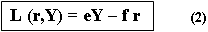 L (r,Y) = eY – f r (2)